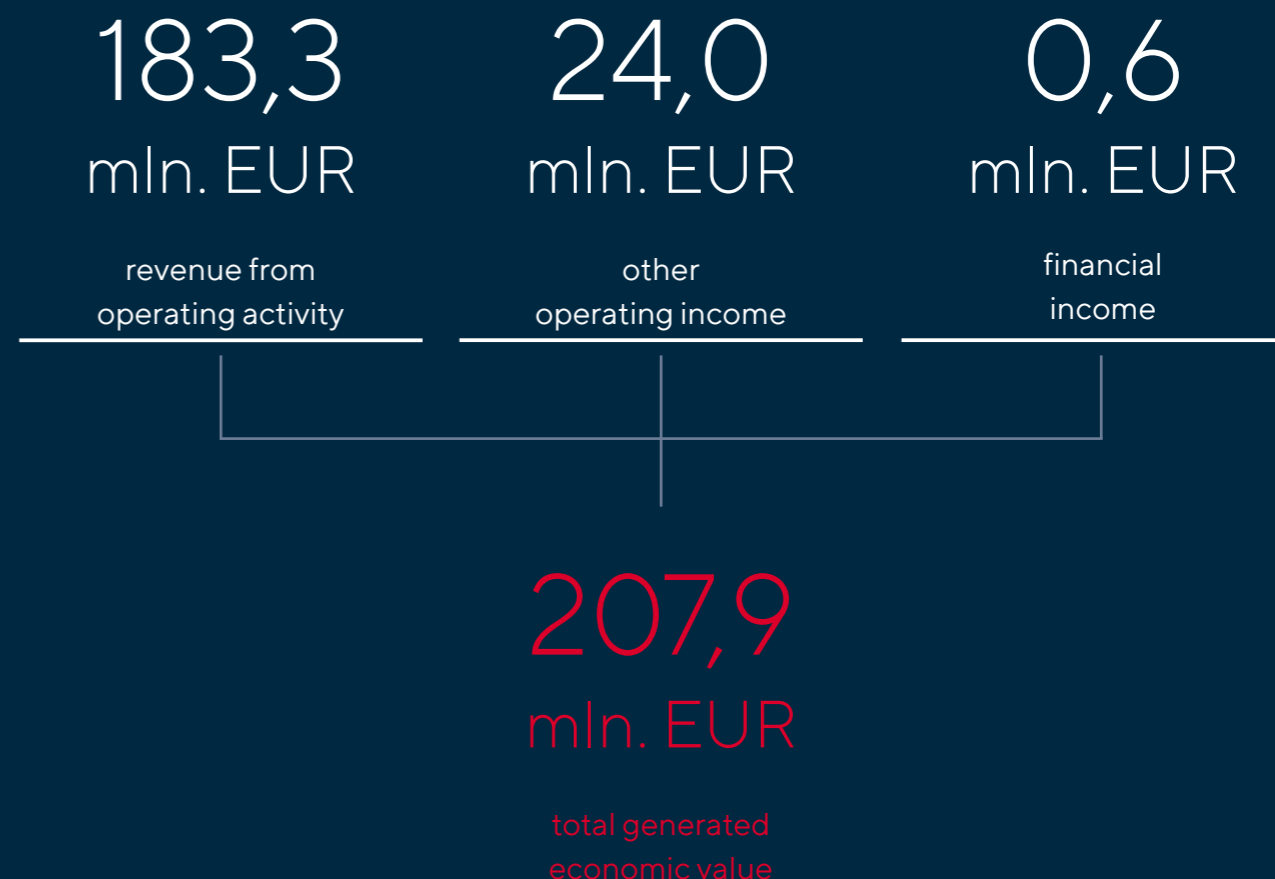 183,3
mln. EUR
revenue from
operating activity
24,0
mln. EUR
other
operating income
0,6
mln. EUR
financial
income
207,9
mln. EUR
total generated
economic value